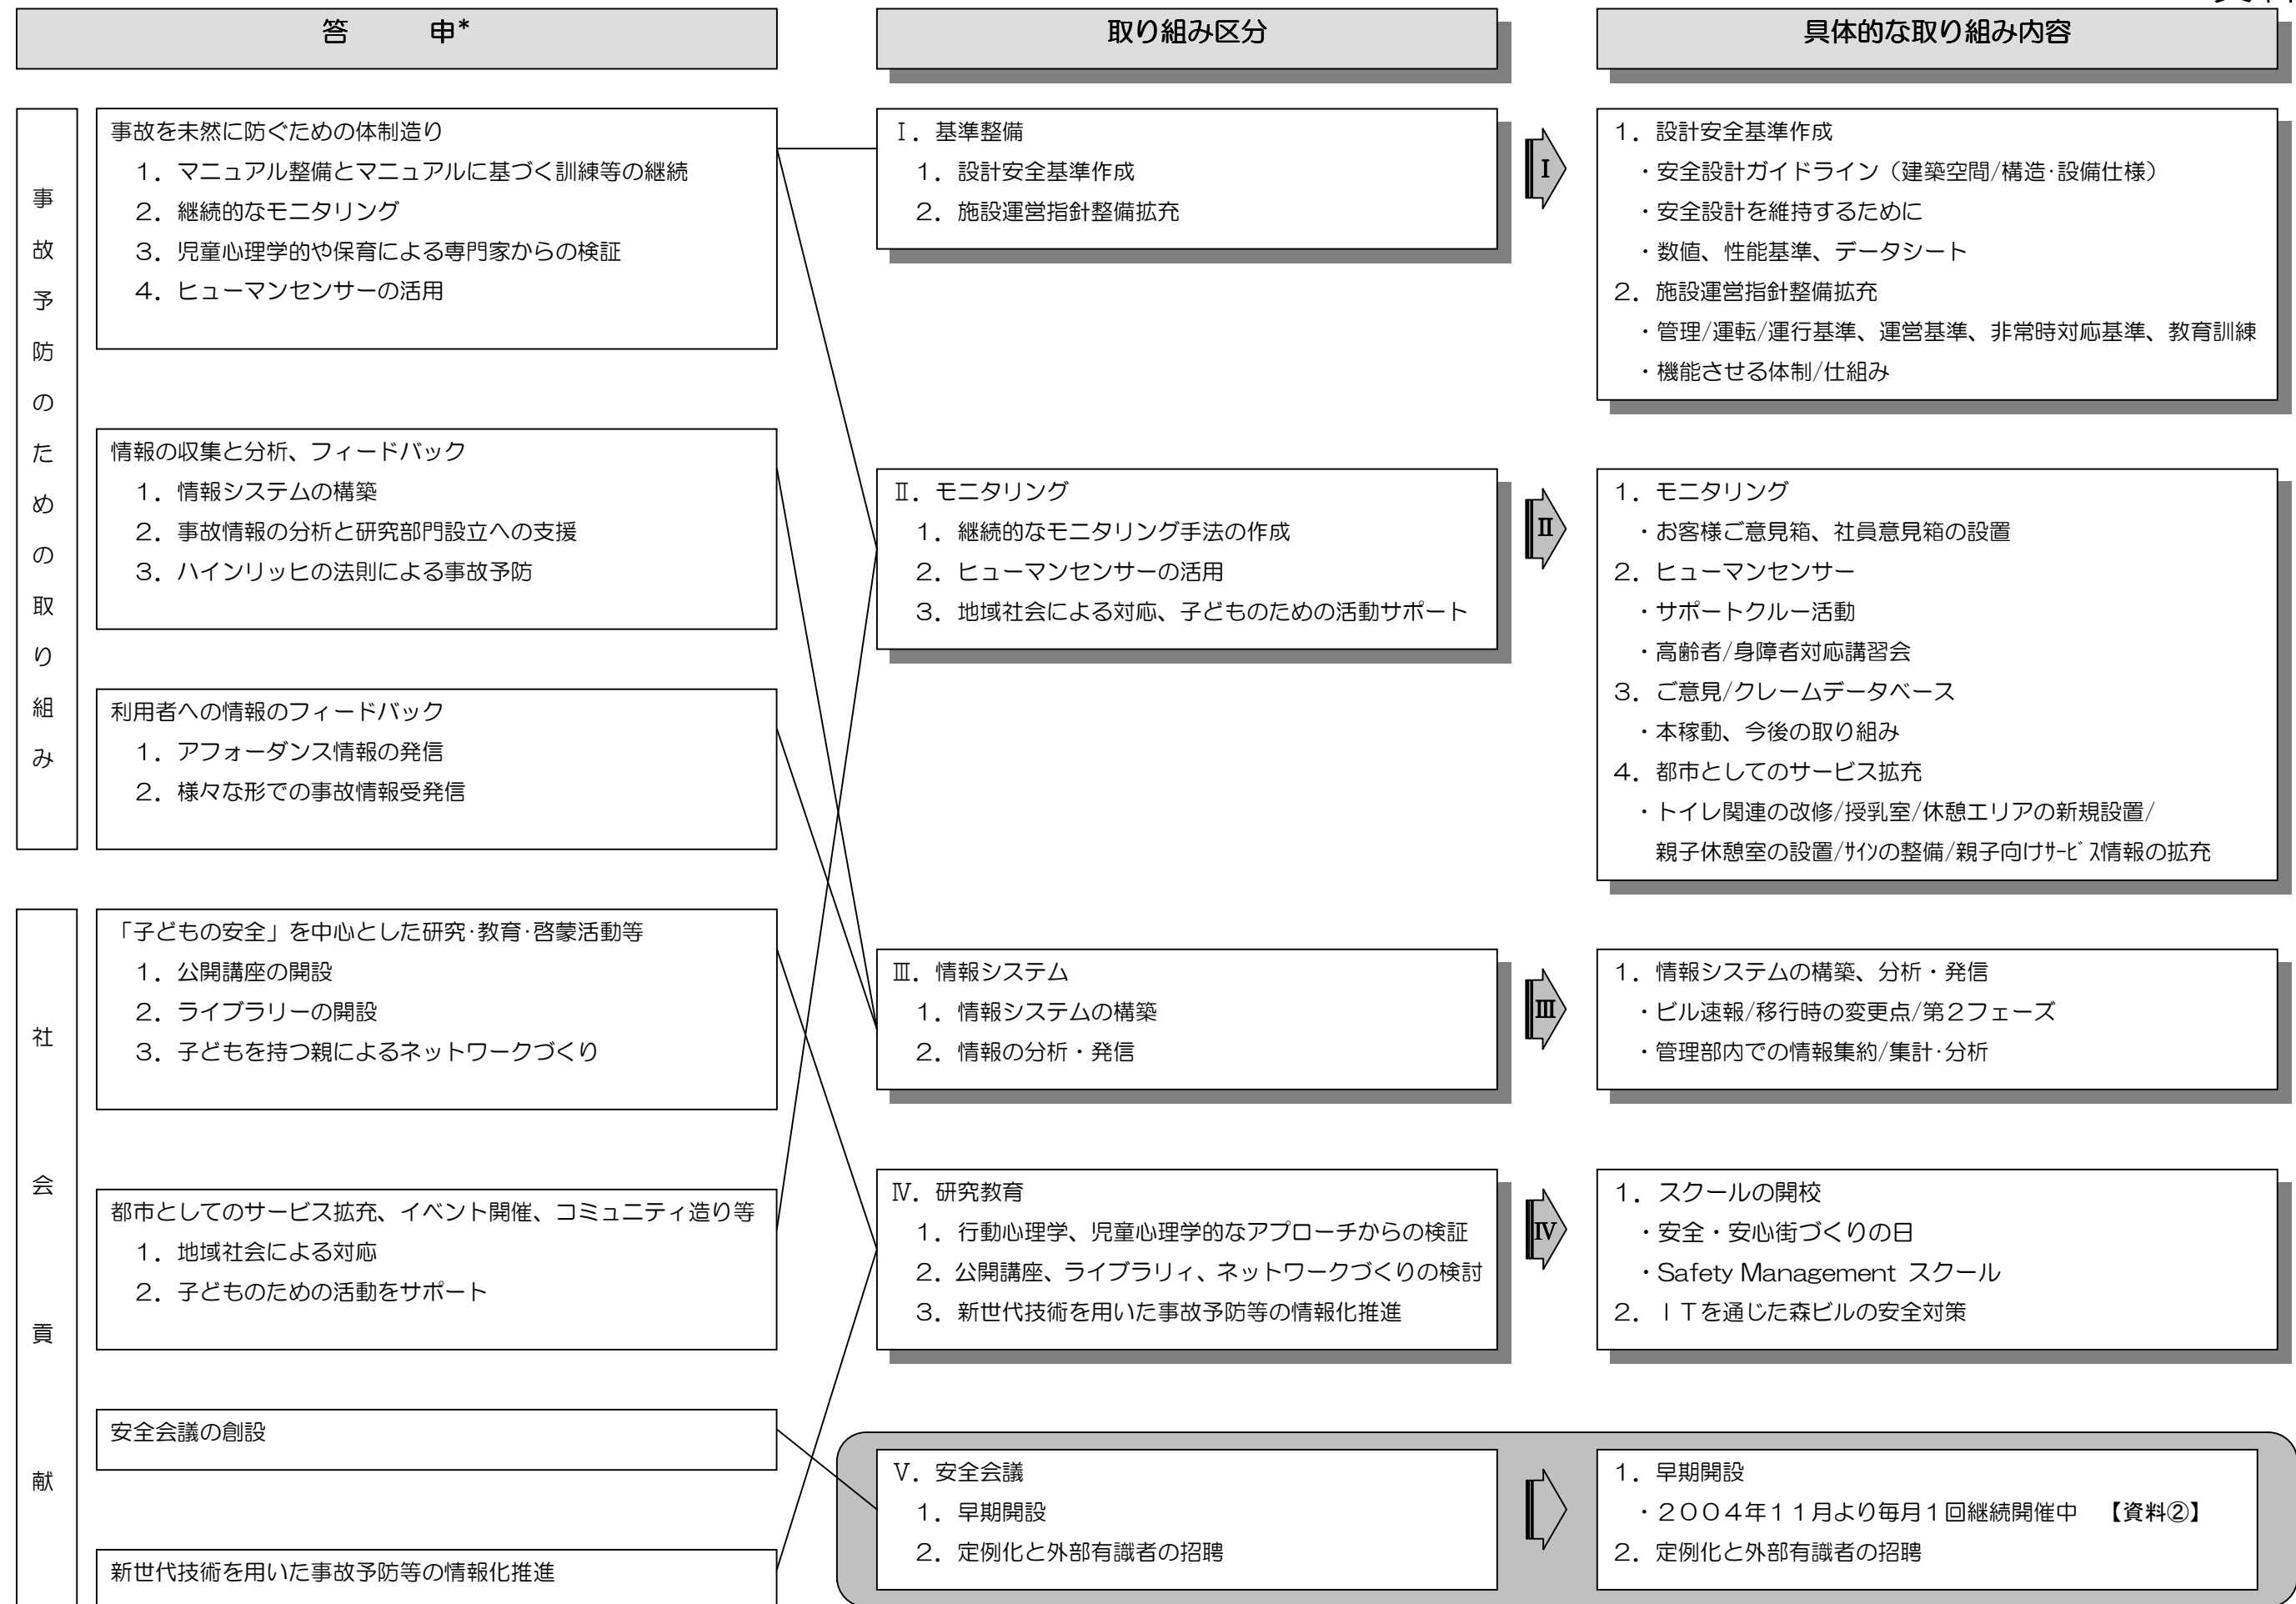 答　申*
取り組み区分
具体的な取り組み内容
事故予防のための取り組み
事故を未然に防ぐための体制造り
１．マニュアル整備とマニュアルに基づく訓練等の継続
２．継続的なモニタリング
３．児童心理学的や保育による専門家からの検証
４．ヒューマンセンサーの活用
情報の収集と分析、フィードバック
１．情報システムの構築
２．事故情報の分析と研究部門設立への支援
３．ハインリッヒの法則による事故予防
利用者への情報のフィードバック
１．アフォーダンス情報の発信
２．様々な形での事故情報受発信
社会貢献
「子どもの安全」を中心とした研究･教育･啓蒙活動等
１．公開講座の開設
２．ライブラリーの開設
３．子どもを持つ親によるネットワークづくり
都市としてのサービス拡充、イベント開催、コミュニティ造り等
１．地域社会による対応
２．子どものための活動をサポート
安全会議の創設
新世代技術を用いた事故予防等の情報化推進
Ⅰ．基準整備
１．設計安全基準作成
２．施設運営指針整備拡充
Ⅱ．モニタリング
１．継続的なモニタリング手法の作成
２．ヒューマンセンサーの活用
３．地域社会による対応、子どものための活動サポート
Ⅲ．情報システム
１．情報システムの構築
２．情報の分析・発信
Ⅳ．研究教育
１．行動心理学、児童心理学的なアプローチからの検証
２．公開講座、ライブラリィ、ネットワークづくりの検討
３．新世代技術を用いた事故予防等の情報化推進
Ⅴ．安全会議
１．早期開設
２．定例化と外部有識者の招聘
Ⅰ
Ⅱ
Ⅲ
Ⅳ
１．設計安全基準作成
・安全設計ガイドライン（建築空間/構造･設備仕様）
・安全設計を維持するために
・数値、性能基準、データシート
２．施設運営指針整備拡充
・管理/運転/運行基準、運営基準、非常時対応基準、教育訓練
・機能させる体制/仕組み
１．モニタリング
・お客様ご意見箱、社員意見箱の設置
２．ヒューマンセンサー
・サポートクルー活動
・高齢者/身障者対応講習会
３．ご意見/クレームデータベース
・本稼動、今後の取り組み
４．都市としてのサービス拡充
・トイレ関連の改修/授乳室/休憩エリアの新規設置/
親子休憩室の設置/ｻｲﾝの整備/親子向けｻｰﾋﾞｽ情報の拡充
１．情報システムの構築、分析・発信
・ビル速報/移行時の変更点/第２フェーズ
・管理部内での情報集約/集計･分析
１．スクールの開校
・安全・安心街づくりの日
・Safety Management スクール
２．ＩＴを通じた森ビルの安全対策
１．早期開設
・２００４年１１月より毎月１回継続開催中　【資料②】
２．定例化と外部有識者の招聘